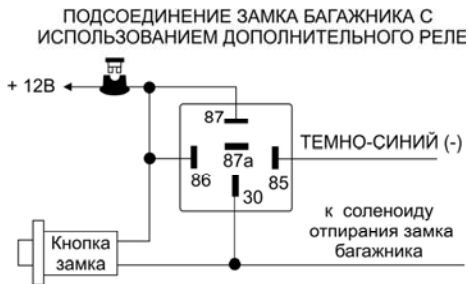 ПОДСОЕДИНЕНИЕ ЗАМКА БАГАЖНИКА С
ИСПОЛЬЗОВАНИЕМ ДОПОЛНИТЕЛЬНОГО РЕЛЕ
+ 12В
87
ТЕМНО-СИНИЙ (-)
86
87а
85
30
к соленоиду
отпирания замка
багажника
Кнопка
замка